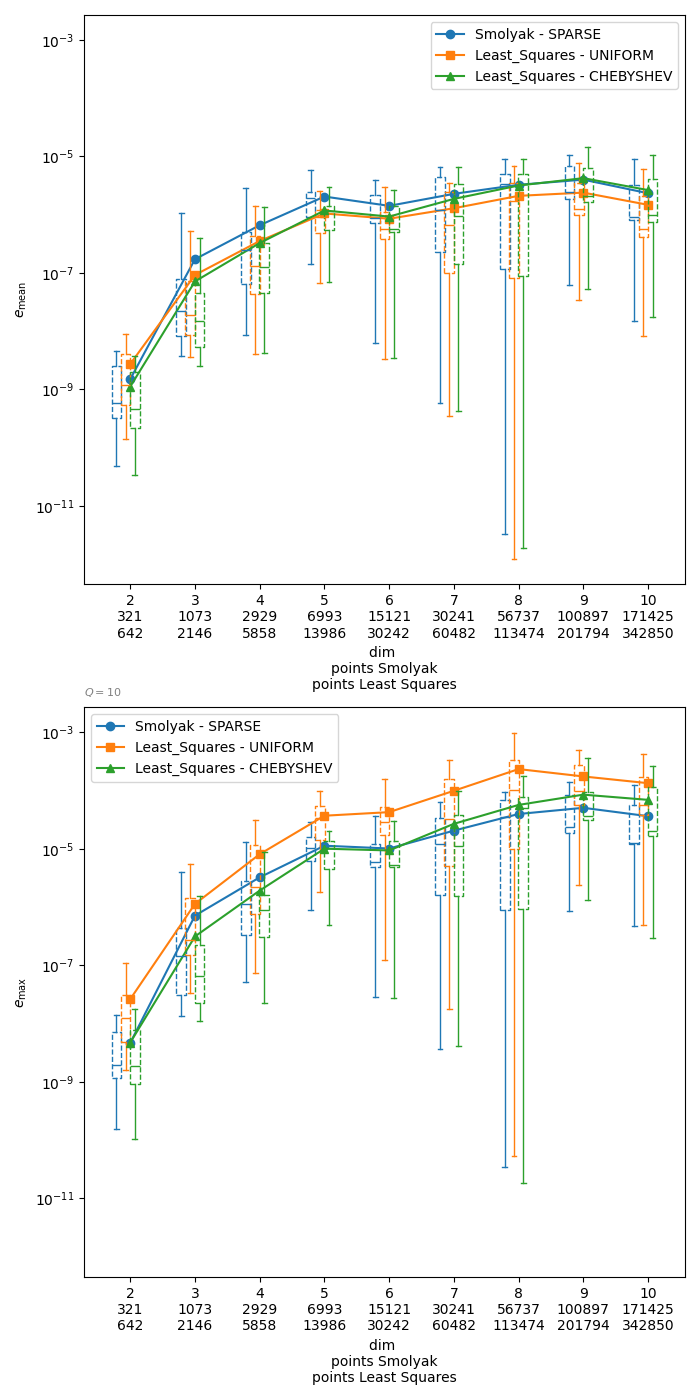 Smolyak - SPARSE
Least_Squares - UNIFORM
Least_Squares - CHEBYSHEV
10⁻³
10⁻⁵
10⁻⁷
10⁻⁹
10⁻¹¹
e_mean
2 3 4 5 6 7 8 9 10
321 1073 2929 6993 15121 30241 56737 100897 171425
642 2146 5858 13986 30242 60482 113474 201794 342850
dim
points Smolyak
points Least Squares
Q = 10
Smolyak - SPARSE
Least_Squares - UNIFORM
Least_Squares - CHEBYSHEV
10⁻³
10⁻⁵
10⁻⁷
10⁻⁹
10⁻¹¹
e_max
2 3 4 5 6 7 8 9 10
321 1073 2929 6993 15121 30241 56737 100897 171425
642 2146 5858 13986 30242 60482 113474 201794 342850
dim
points Smolyak
points Least Squares